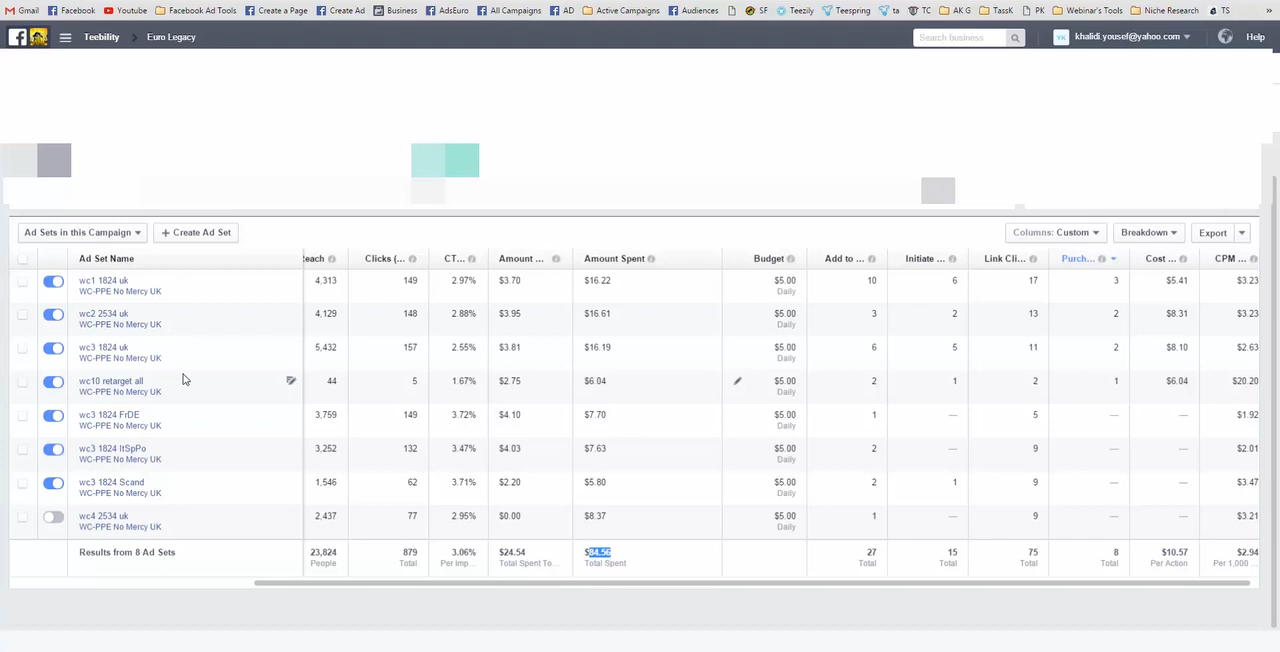 Gmail Facebook Youtube Facebook Ad Tools Create a Page Create Ad Business AdsEuro All Campaigns AD Active Campaigns Audiences SF Teezily Teespring ta TC AK G TassK PK Webinar's Tools Niche Research TS »
Teebility Euro Legacy Search business YK khalidi.yousef@yahoo.com Help
Ad Sets in this Campaign + Create Ad Set Columns: Custom Breakdown Export
Ad Set Name Reach Clicks (... CT... Amount ... Amount Spent Budget Add to ... Initiate ... Link Cli... Purch... Cost ... CPM ...
wc1 1824 uk 4,313 149 2.97% $3.70 $16.22 $5.00 10 6 17 3 $5.41 $3.23
WC-PPE No Mercy UK Daily
wc2 2534 uk 4,129 148 2.88% $3.95 $16.61 $5.00 3 2 13 2 $8.31 $3.23
WC-PPE No Mercy UK Daily
wc3 1824 uk 5,432 157 2.55% $3.81 $16.19 $5.00 6 5 11 2 $8.10 $2.63
WC-PPE No Mercy UK Daily
wc10 retarget all 44 5 1.67% $2.75 $6.04 $5.00 2 1 2 1 $6.04 $20.20
WC-PPE No Mercy UK Daily
wc3 1824 FrDE 3,759 149 3.72% $4.10 $7.70 $5.00 1 — 5 — — $1.92
WC-PPE No Mercy UK Daily
wc3 1824 ItSpPo 3,252 132 3.47% $4.03 $7.63 $5.00 2 — 9 — — $2.01
WC-PPE No Mercy UK Daily
wc3 1824 Scand 1,546 62 3.71% $2.20 $5.80 $5.00 2 1 9 — — $3.47
WC-PPE No Mercy UK Daily
wc4 2534 uk 2,437 77 2.95% $0.00 $8.37 $5.00 1 — 9 — — $3.21
WC-PPE No Mercy UK Daily
Results from 8 Ad Sets 23,824 879 3.06% $24.54 $84.56 27 15 75 8 $10.57 $2.94
People Total Per Imp... Total Spent To... Total Spent Total Total Total Total Per Action Per 1,000 ...